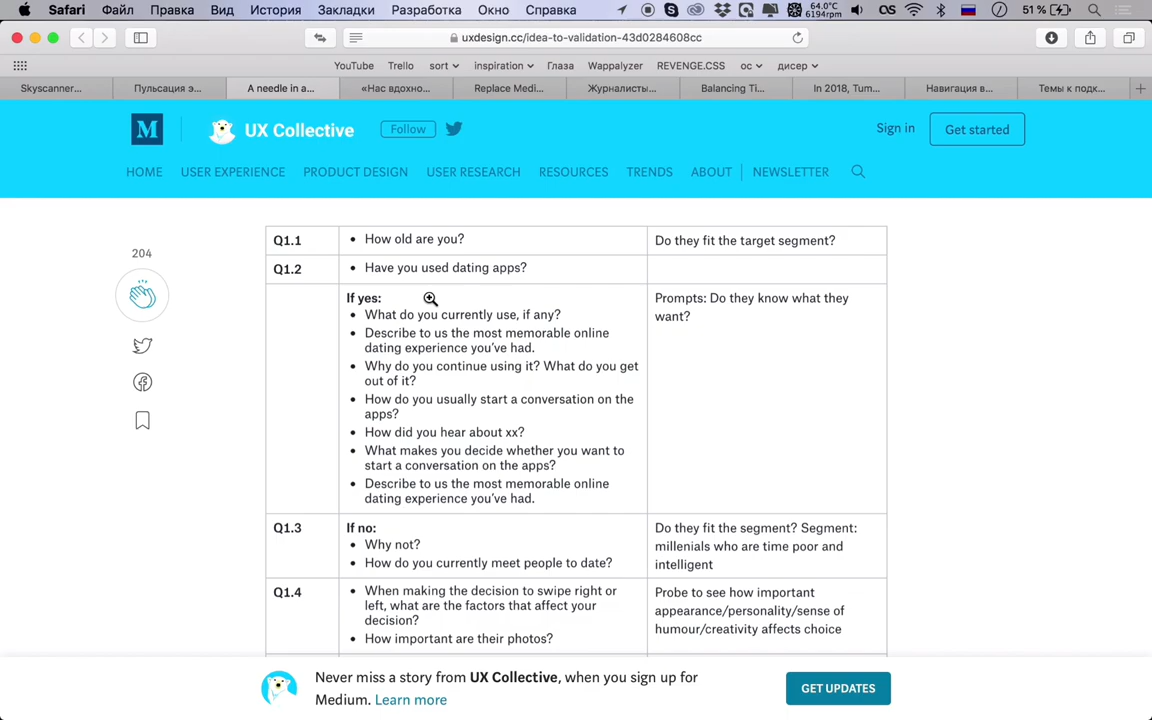 Safari Файл Правка Вид История Закладки Разработка Окно Справка 64.0°C 6194rpm 51 %
uxdesign.cc/idea-to-validation-43d0284608cc
YouTube Trello sort inspiration Глаза Wappalyzer REVENGE.CSS ос дисер
Skyscanner... Пульсация э... A needle in a... «Нас вдохно... Replace Medi... Журналисты... Balancing Ti... In 2018, Tum... Навигация в... Темы к подк...
M UX Collective Follow Sign in Get started
HOME USER EXPERIENCE PRODUCT DESIGN USER RESEARCH RESOURCES TRENDS ABOUT NEWSLETTER
204
Q1.1 • How old are you? Do they fit the target segment?
Q1.2 • Have you used dating apps?
If yes: Prompts: Do they know what they
want?
• What do you currently use, if any?
• Describe to us the most memorable online
dating experience you've had.
• Why do you continue using it? What do you get
out of it?
• How do you usually start a conversation on the
apps?
• How did you hear about xx?
• What makes you decide whether you want to
start a conversation on the apps?
• Describe to us the most memorable online
dating experience you've had.
Q1.3 If no: Do they fit the segment? Segment:
• Why not? millenials who are time poor and
• How do you currently meet people to date? intelligent
Q1.4 • When making the decision to swipe right or Probe to see how important
left, what are the factors that affect your appearance/personality/sense of
decision? humour/creativity affects choice
• How important are their photos?
Never miss a story from UX Collective, when you sign up for
Medium. Learn more
GET UPDATES